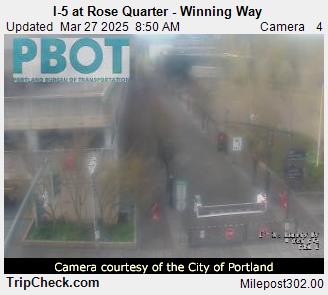 I-5 at Rose Quarter - Winning Way
Updated Mar 27 2025 8:50 AM Camera 4
PBOT
PORTLAND BUREAU OF TRANSPORTATION
Camera courtesy of the City of Portland
TripCheck.com Milepost302.00